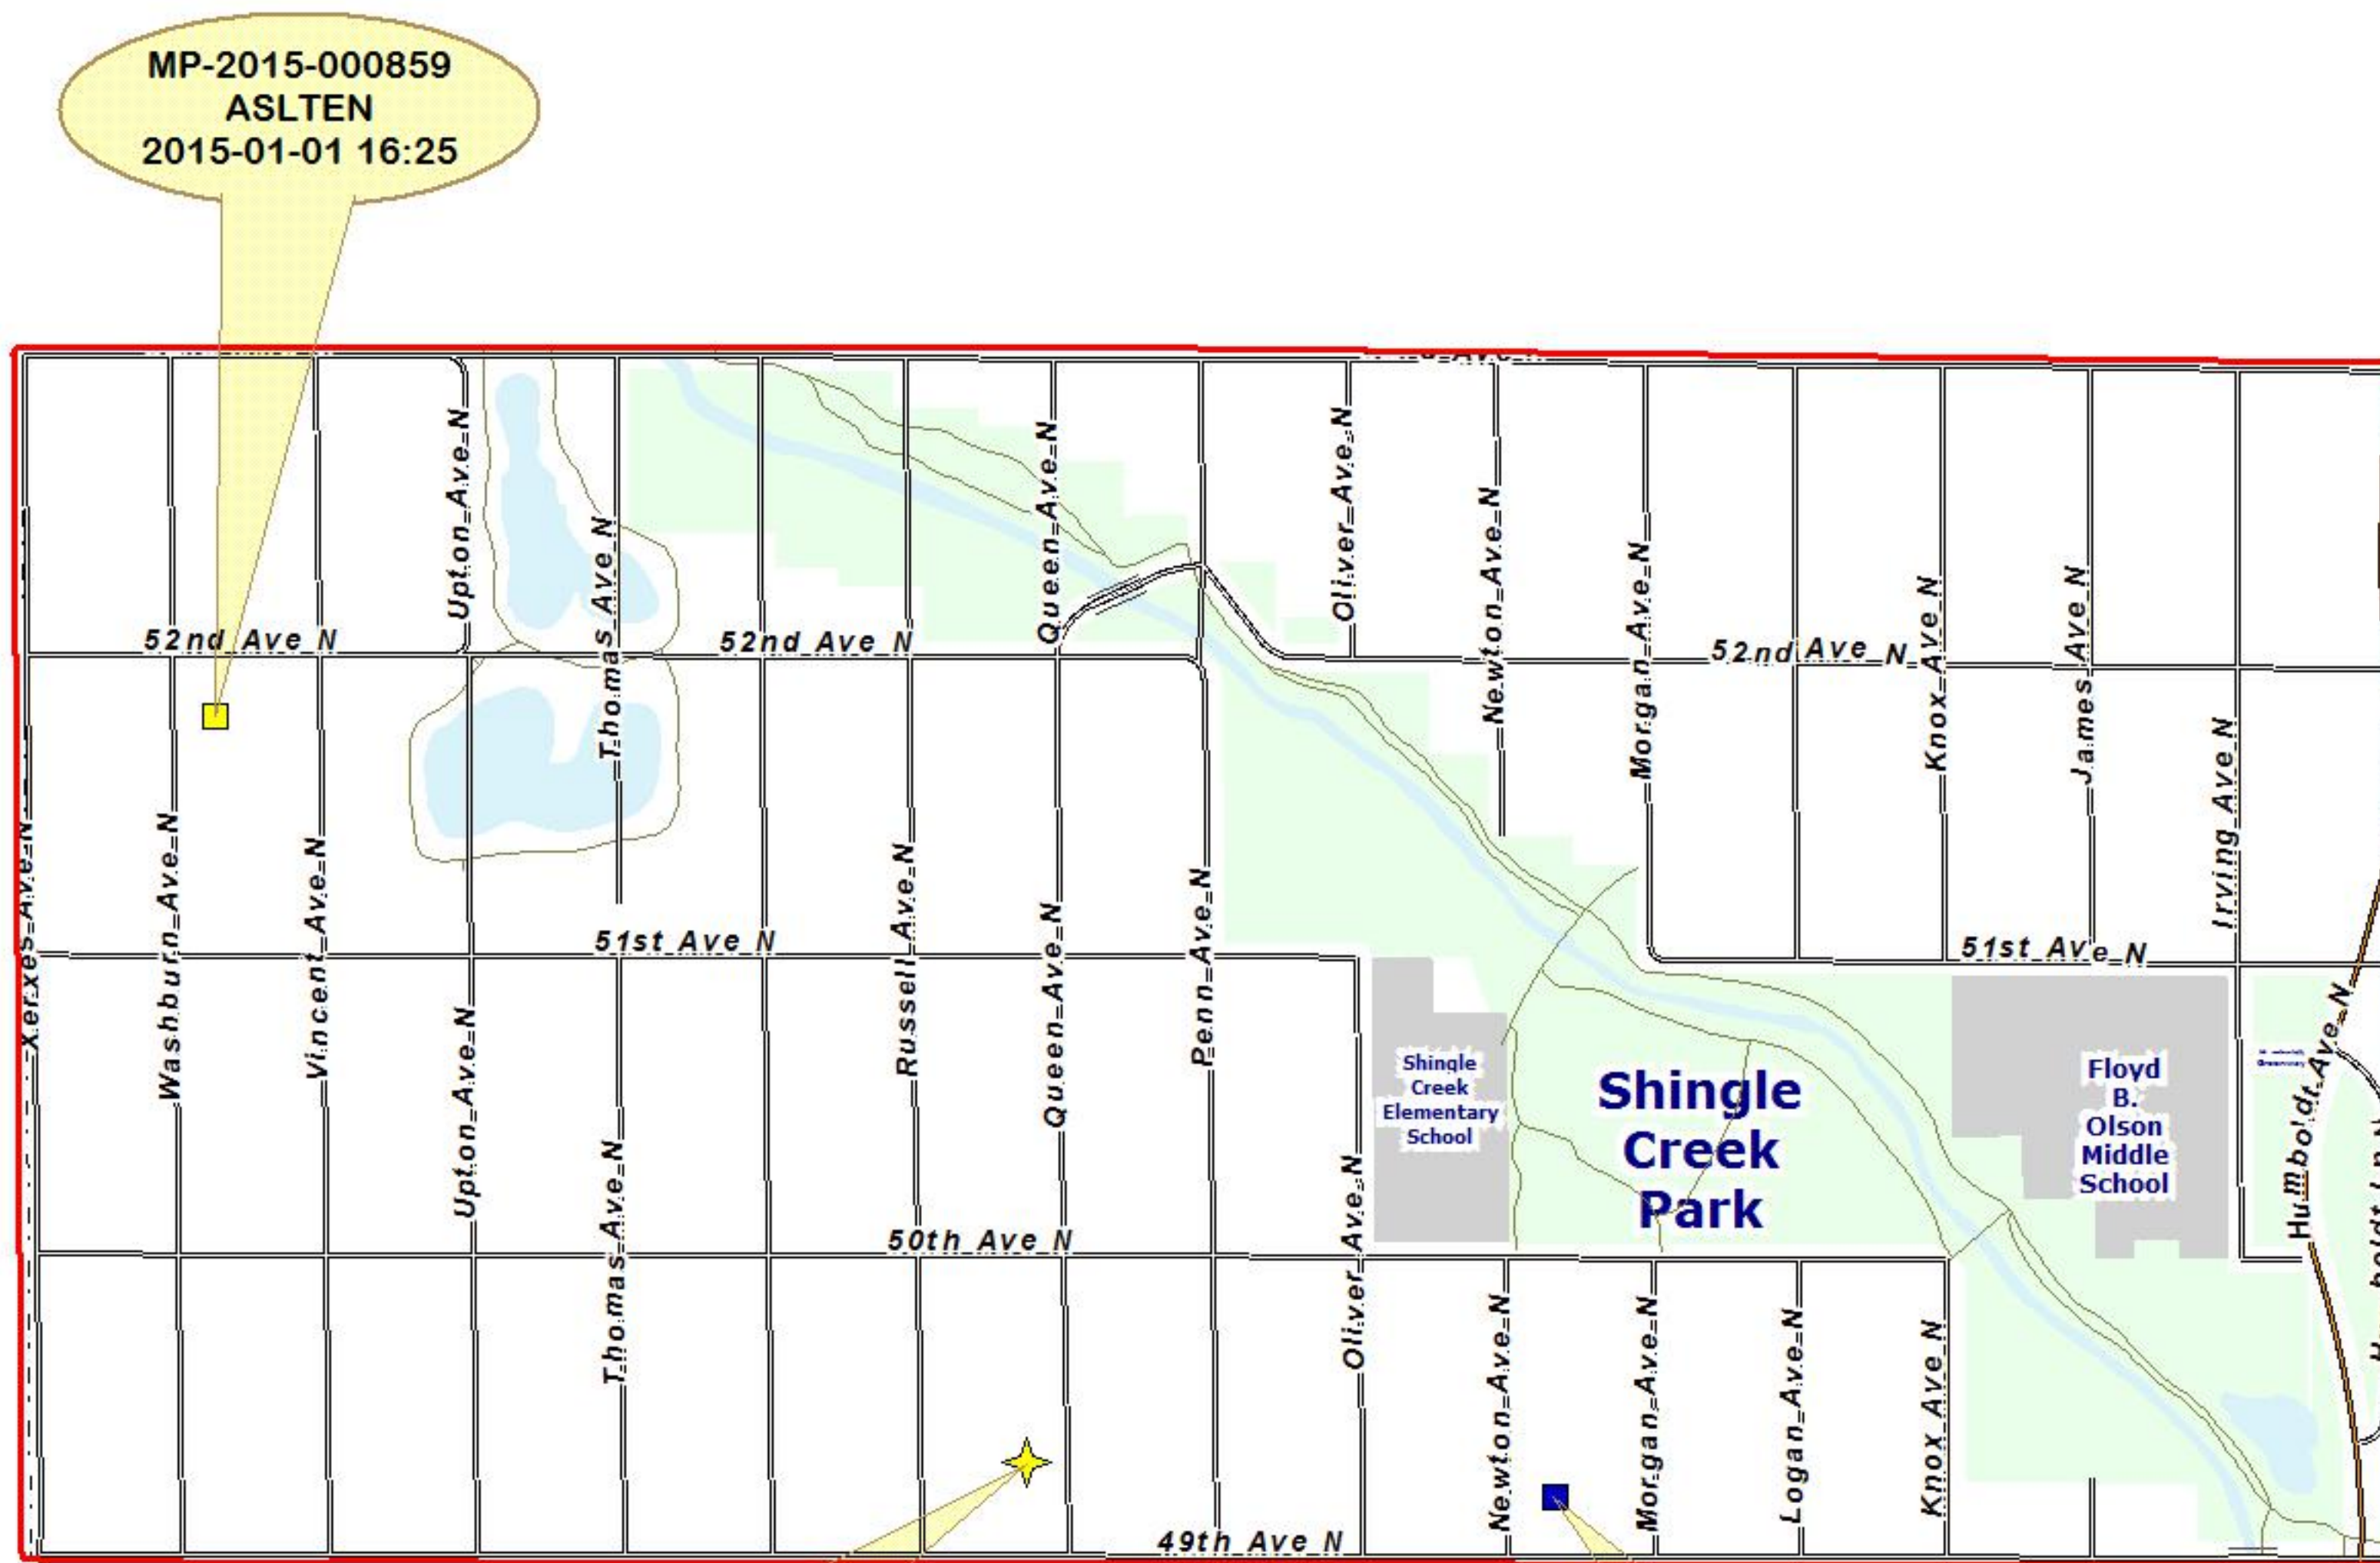 MP-2015-000859
ASLTEN
2015-01-01 16:25
Upton Ave N
Queen Ave N
Oliver Ave N
Newton Ave N
Thomas Ave N
Morgan Ave N
Knox Ave N
James Ave N
52nd Ave N
52nd Ave N
52nd Ave N
Irving Ave N
Xerxes Ave N
Washburn Ave N
Vincent Ave N
Russell Ave N
Queen Ave N
Penn Ave N
51st Ave N
51st Ave N
Upton Ave N
Thomas Ave N
Shingle
Creek
Elementary
School
Shingle
Creek
Park
Floyd
B.
Olson
Middle
School
Humboldt Ave N
50th Ave N
Oliver Ave N
Newton Ave N
Morgan Ave N
Logan Ave N
Knox Ave N
49th Ave N